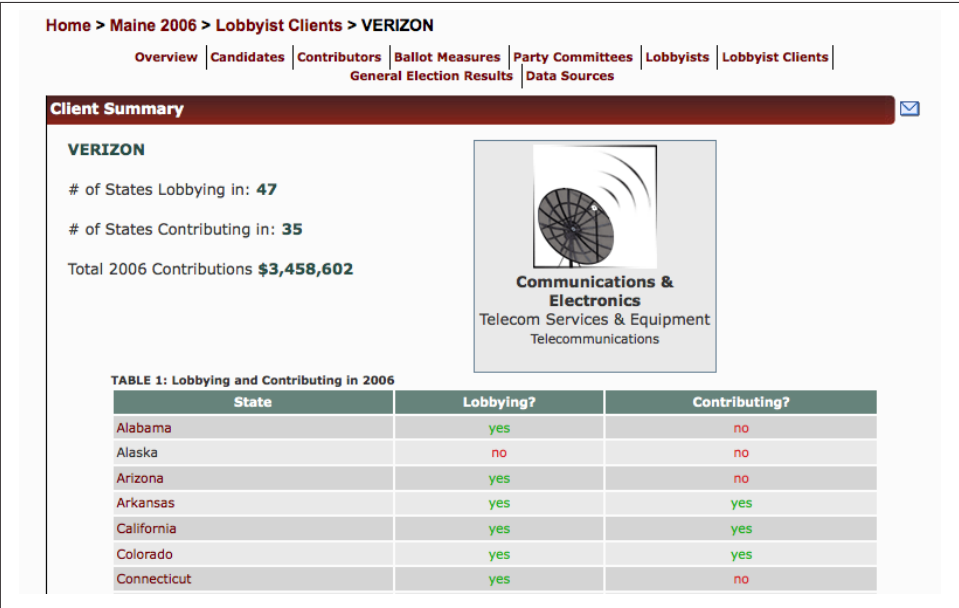 Home > Maine 2006 > Lobbyist Clients > VERIZON
Overview Candidates Contributors Ballot Measures Party Committees Lobbyists Lobbyist Clients
General Election Results Data Sources
Client Summary
VERIZON
# of States Lobbying in: 47
# of States Contributing in: 35
Total 2006 Contributions $3,458,602
Communications &
Electronics
Telecom Services & Equipment
Telecommunications
TABLE 1: Lobbying and Contributing in 2006
State Lobbying? Contributing?
Alabama yes no
Alaska no no
Arizona yes no
Arkansas yes yes
California yes yes
Colorado yes yes
Connecticut yes no